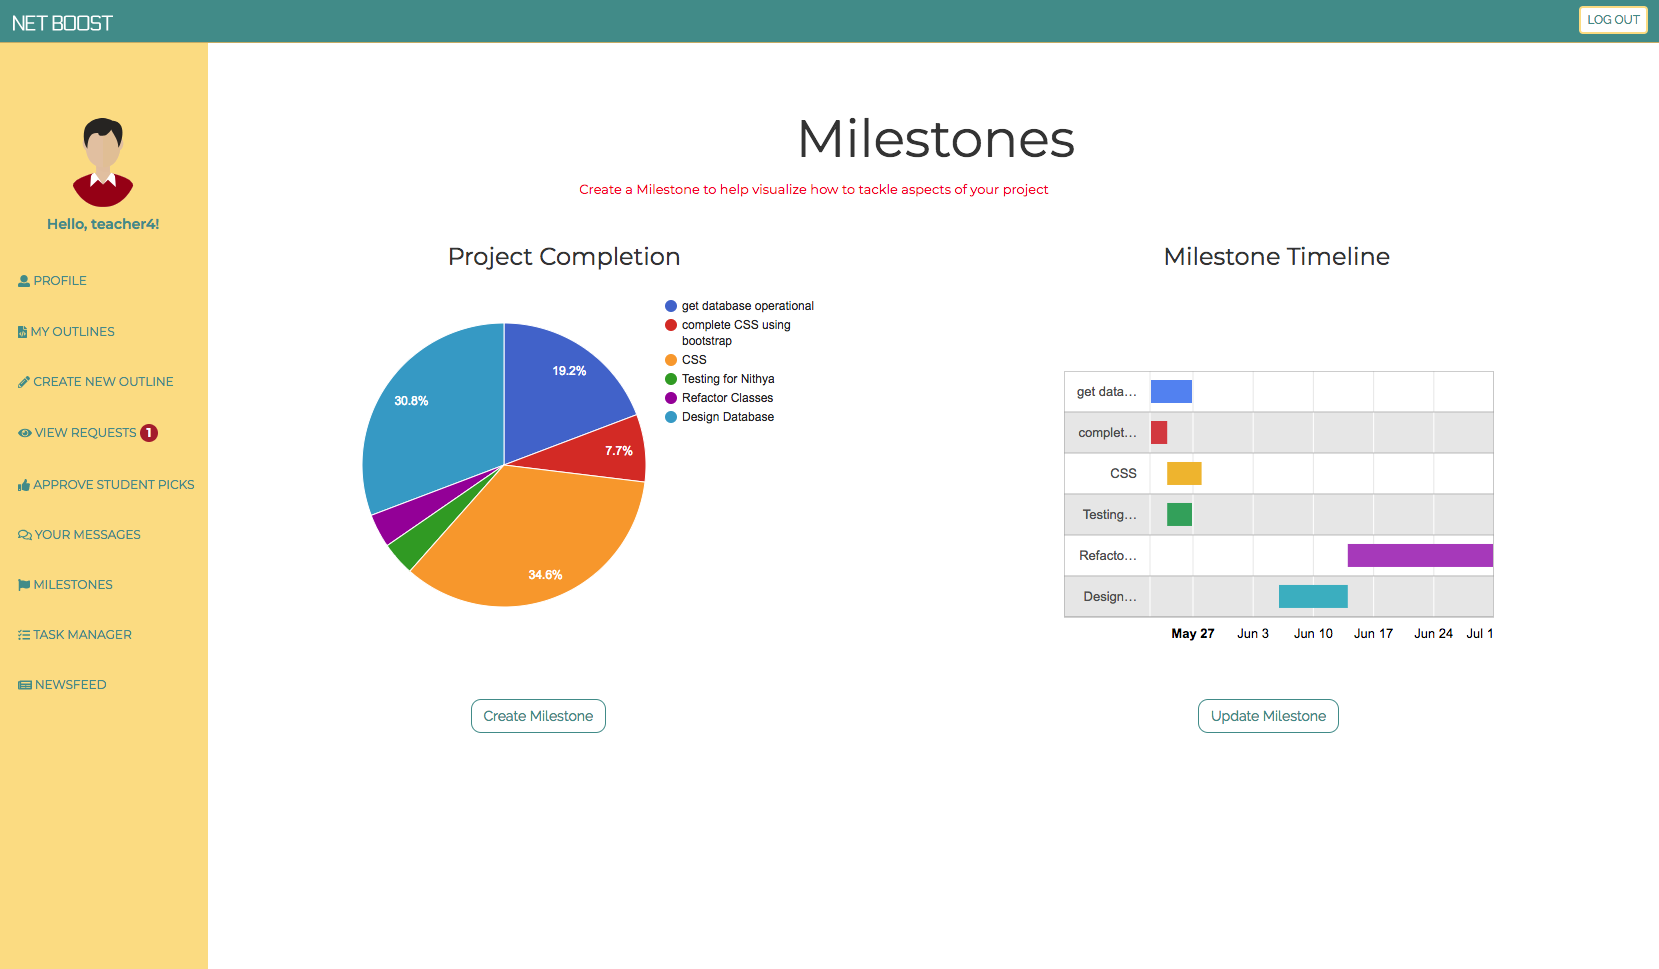 NET BOOST
LOG OUT
Hello, teacher4!
PROFILE
MY OUTLINES
CREATE NEW OUTLINE
VIEW REQUESTS 1
APPROVE STUDENT PICKS
YOUR MESSAGES
MILESTONES
TASK MANAGER
NEWSFEED
Milestones
Create a Milestone to help visualize how to tackle aspects of your project
Project Completion
19.2%
7.7%
34.6%
30.8%
get database operational
complete CSS using
bootstrap
CSS
Testing for Nithya
Refactor Classes
Design Database
Create Milestone
Milestone Timeline
get data...
complet...
CSS
Testing...
Refacto...
Design...
May 27 Jun 3 Jun 10 Jun 17 Jun 24 Jul 1
Update Milestone